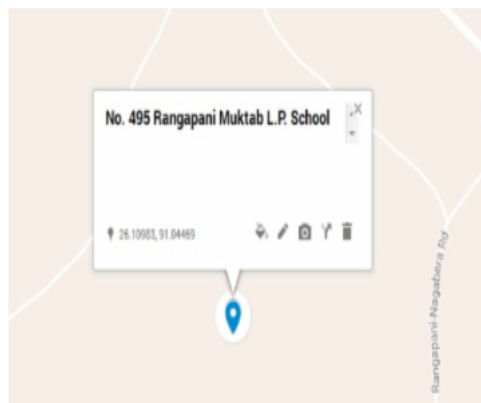 No. 495 Rangapani Muktab L.P. School
26.10983, 91.04469
Rangapani-Nagabera Rd